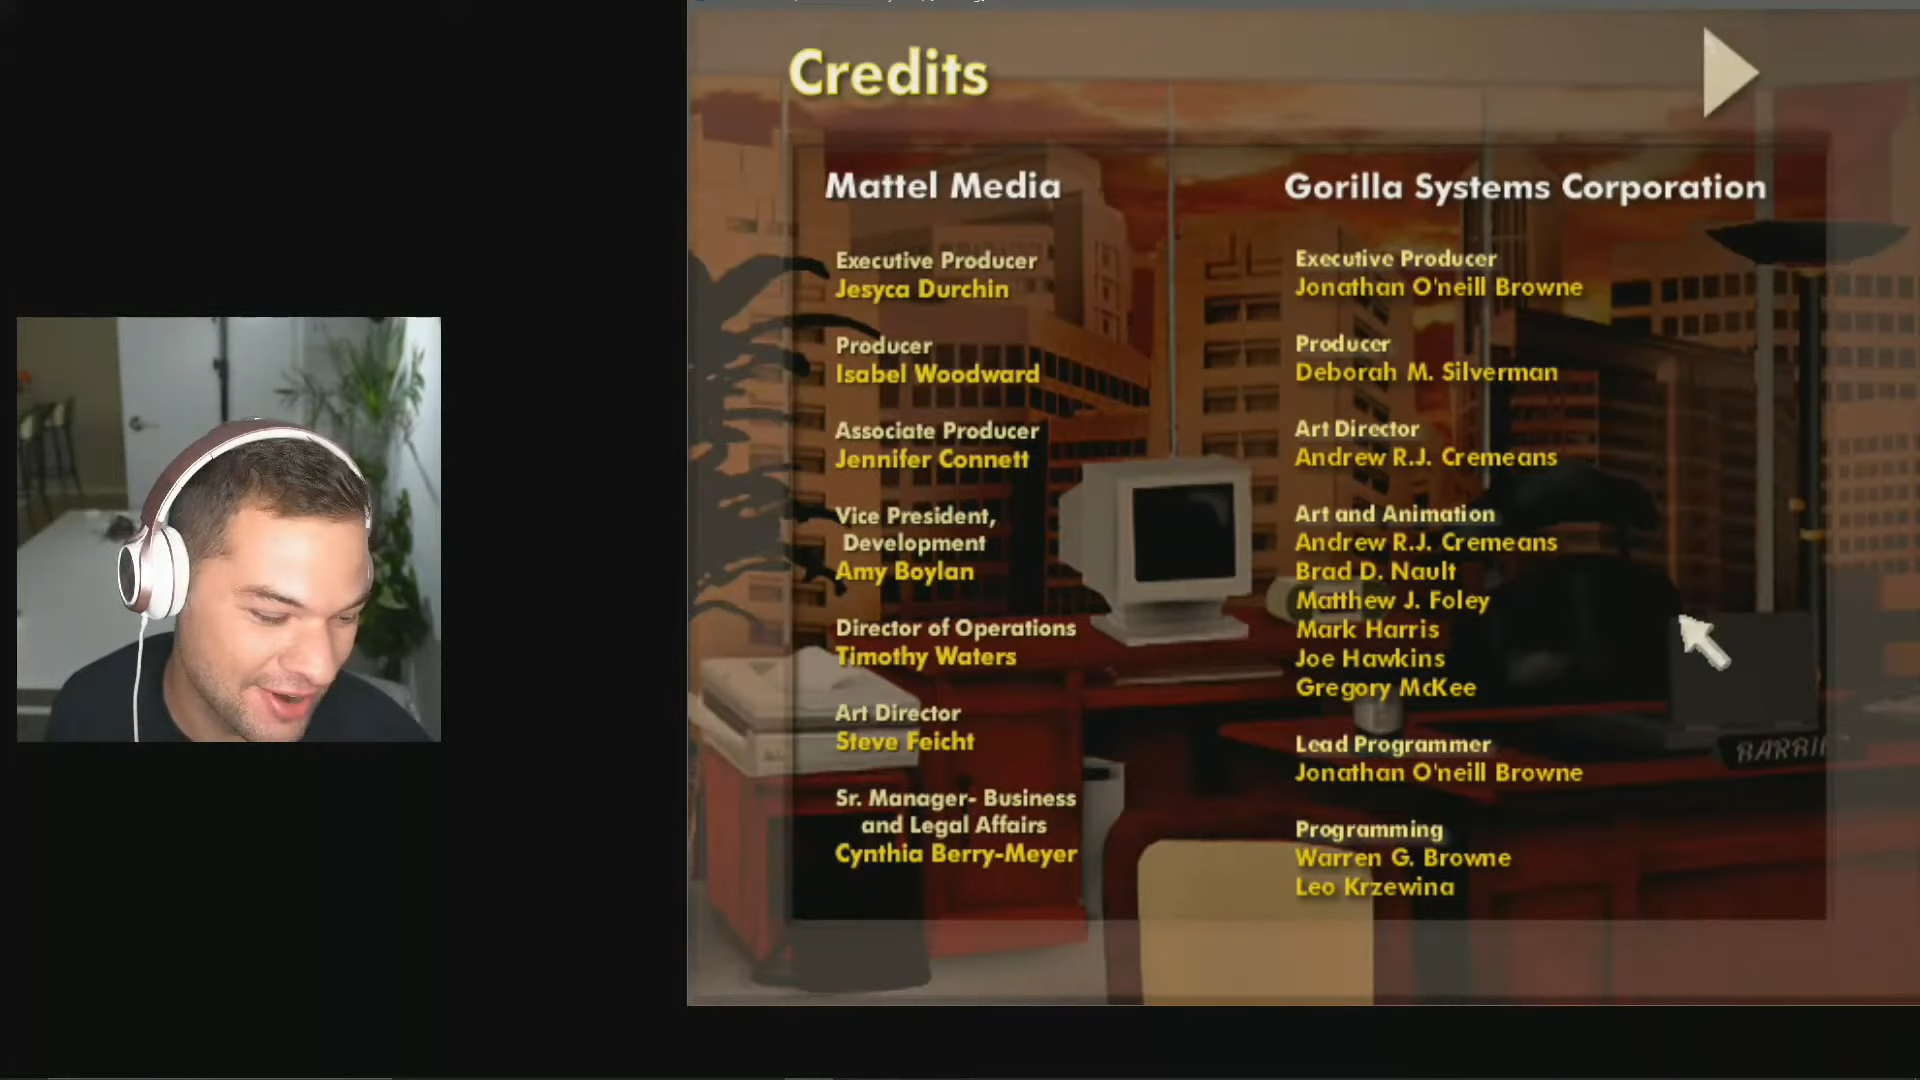 Credits
Mattel Media
Executive Producer
Jesyca Durchin
Producer
Isabel Woodward
Associate Producer
Jennifer Connett
Vice President,
Development
Amy Boylan
Director of Operations
Timothy Waters
Art Director
Steve Feicht
Sr. Manager- Business
and Legal Affairs
Cynthia Berry-Meyer
Gorilla Systems Corporation
Executive Producer
Jonathan O'neill Browne
Producer
Deborah M. Silverman
Art Director
Andrew R.J. Cremeans
Art and Animation
Andrew R.J. Cremeans
Brad D. Nault
Matthew J. Foley
Mark Harris
Joe Hawkins
Gregory McKee
Lead Programmer
Jonathan O'neill Browne
Programming
Warren G. Browne
Leo Krzewina